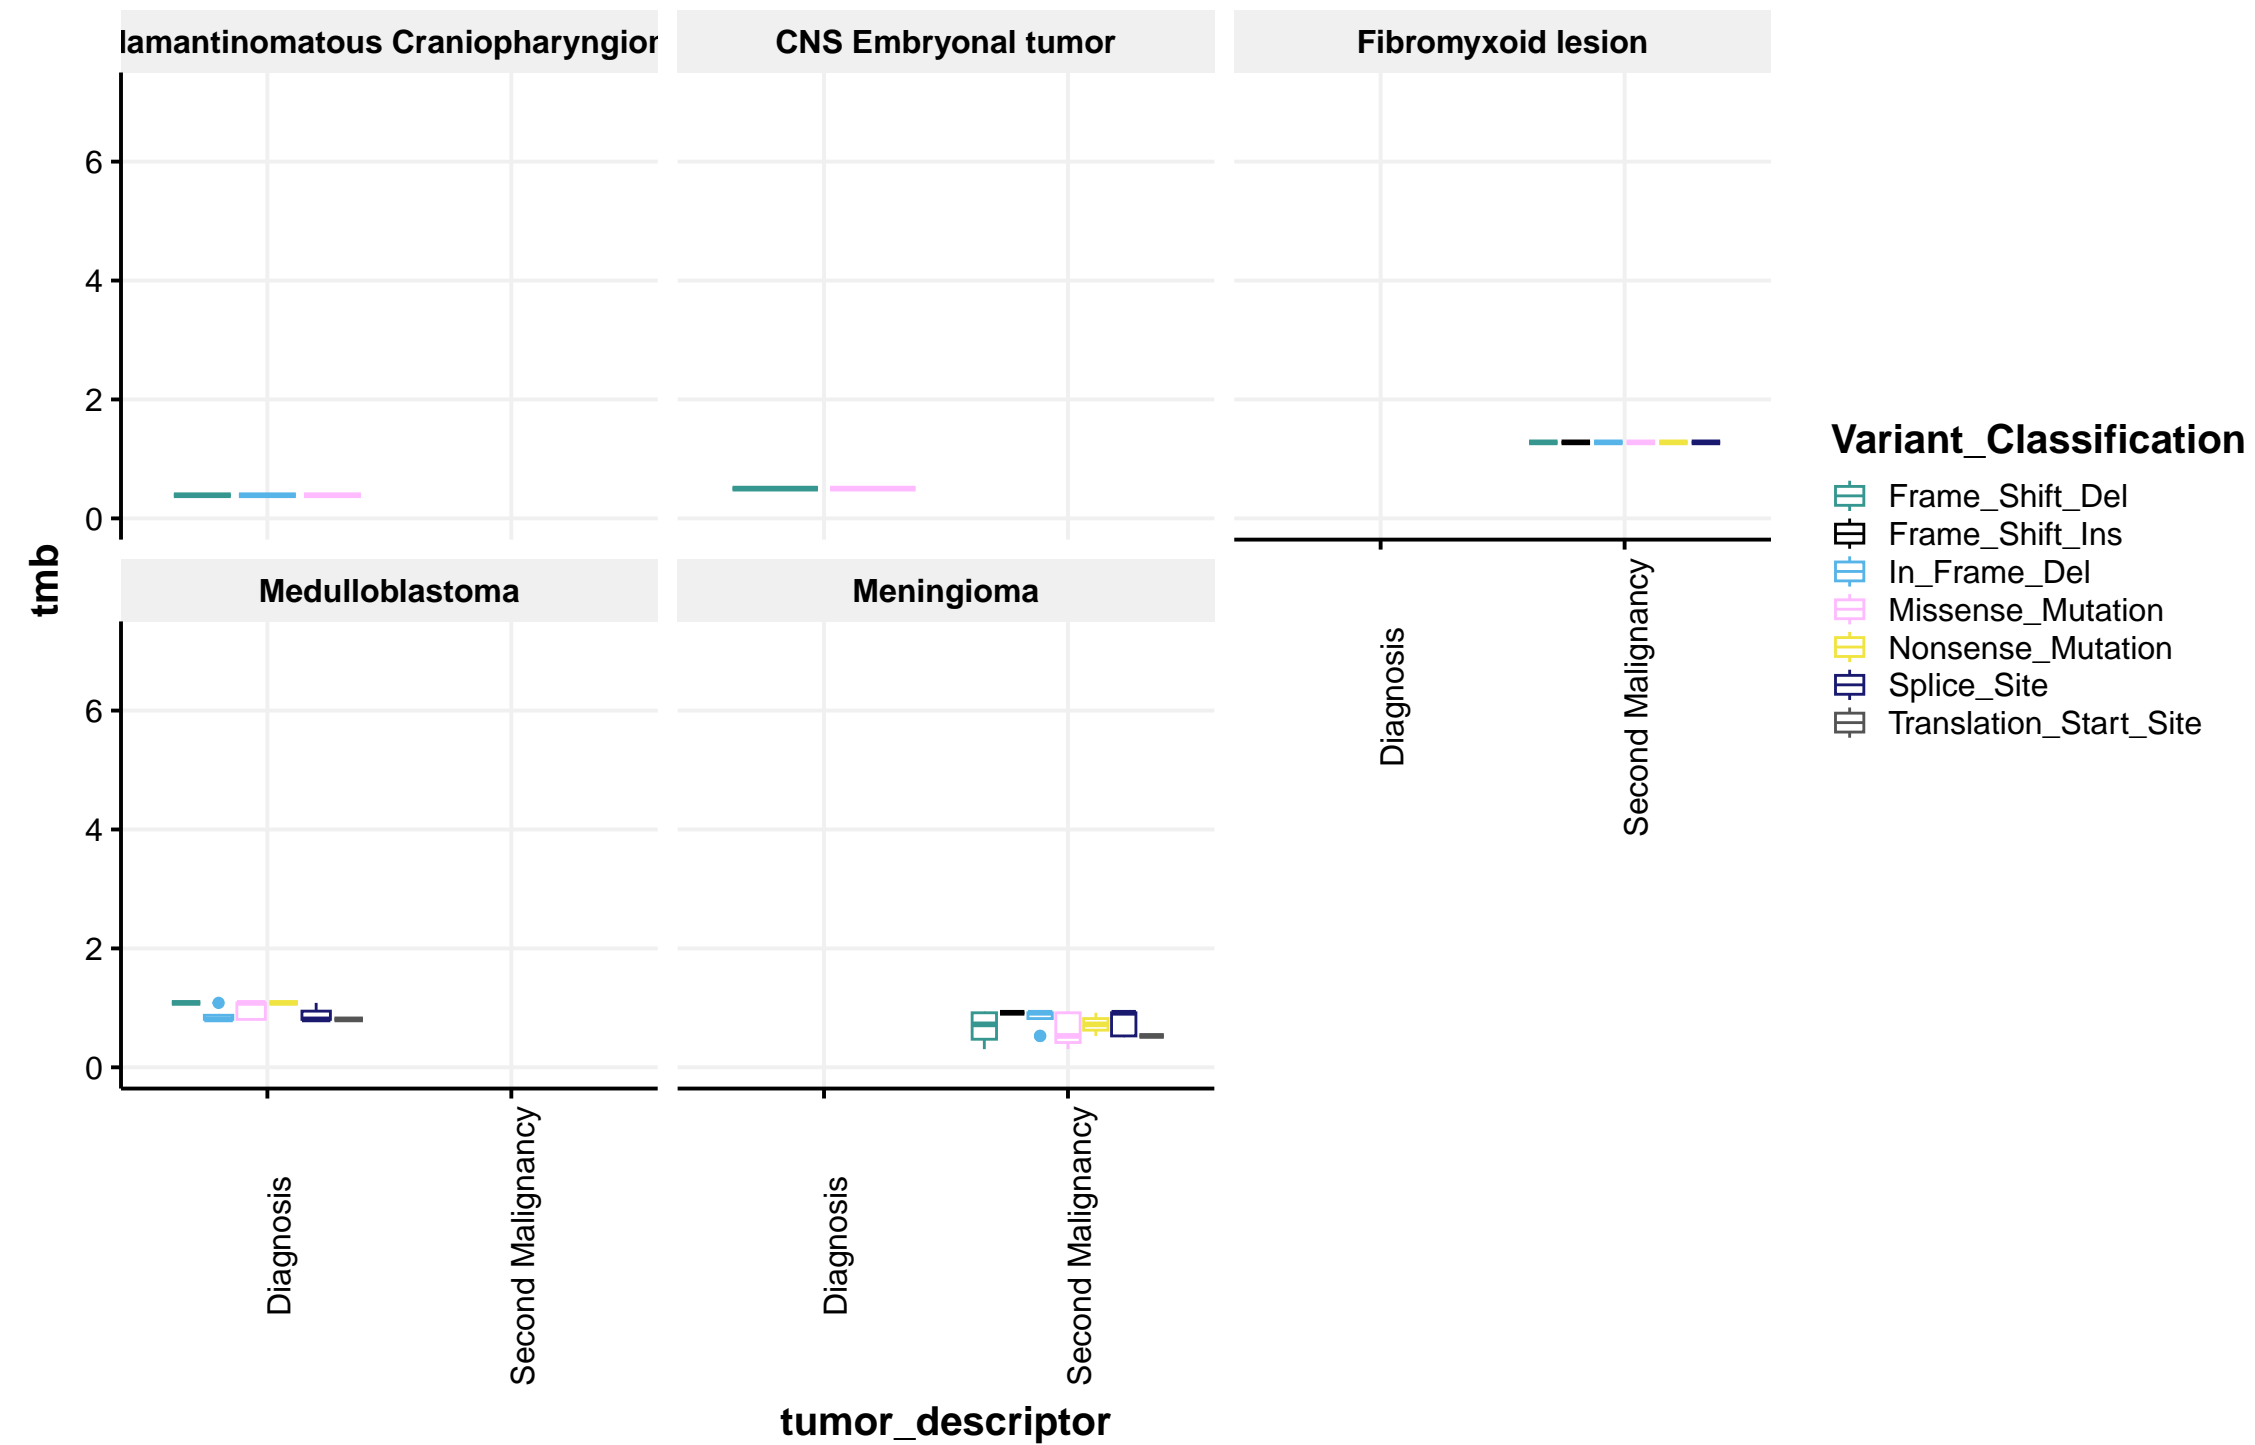 lamantinomatous Craniopharyngion
CNS Embryonal tumor
Fibromyxoid lesion
6
4
2
0
Diagnosis
Second Malignancy
Medulloblastoma
Meningioma
6
4
2
0
Diagnosis
Second Malignancy
Diagnosis
Second Malignancy
tmb
tumor_descriptor
Variant_Classification
Frame_Shift_Del
Frame_Shift_Ins
In_Frame_Del
Missense_Mutation
Nonsense_Mutation
Splice_Site
Translation_Start_Site